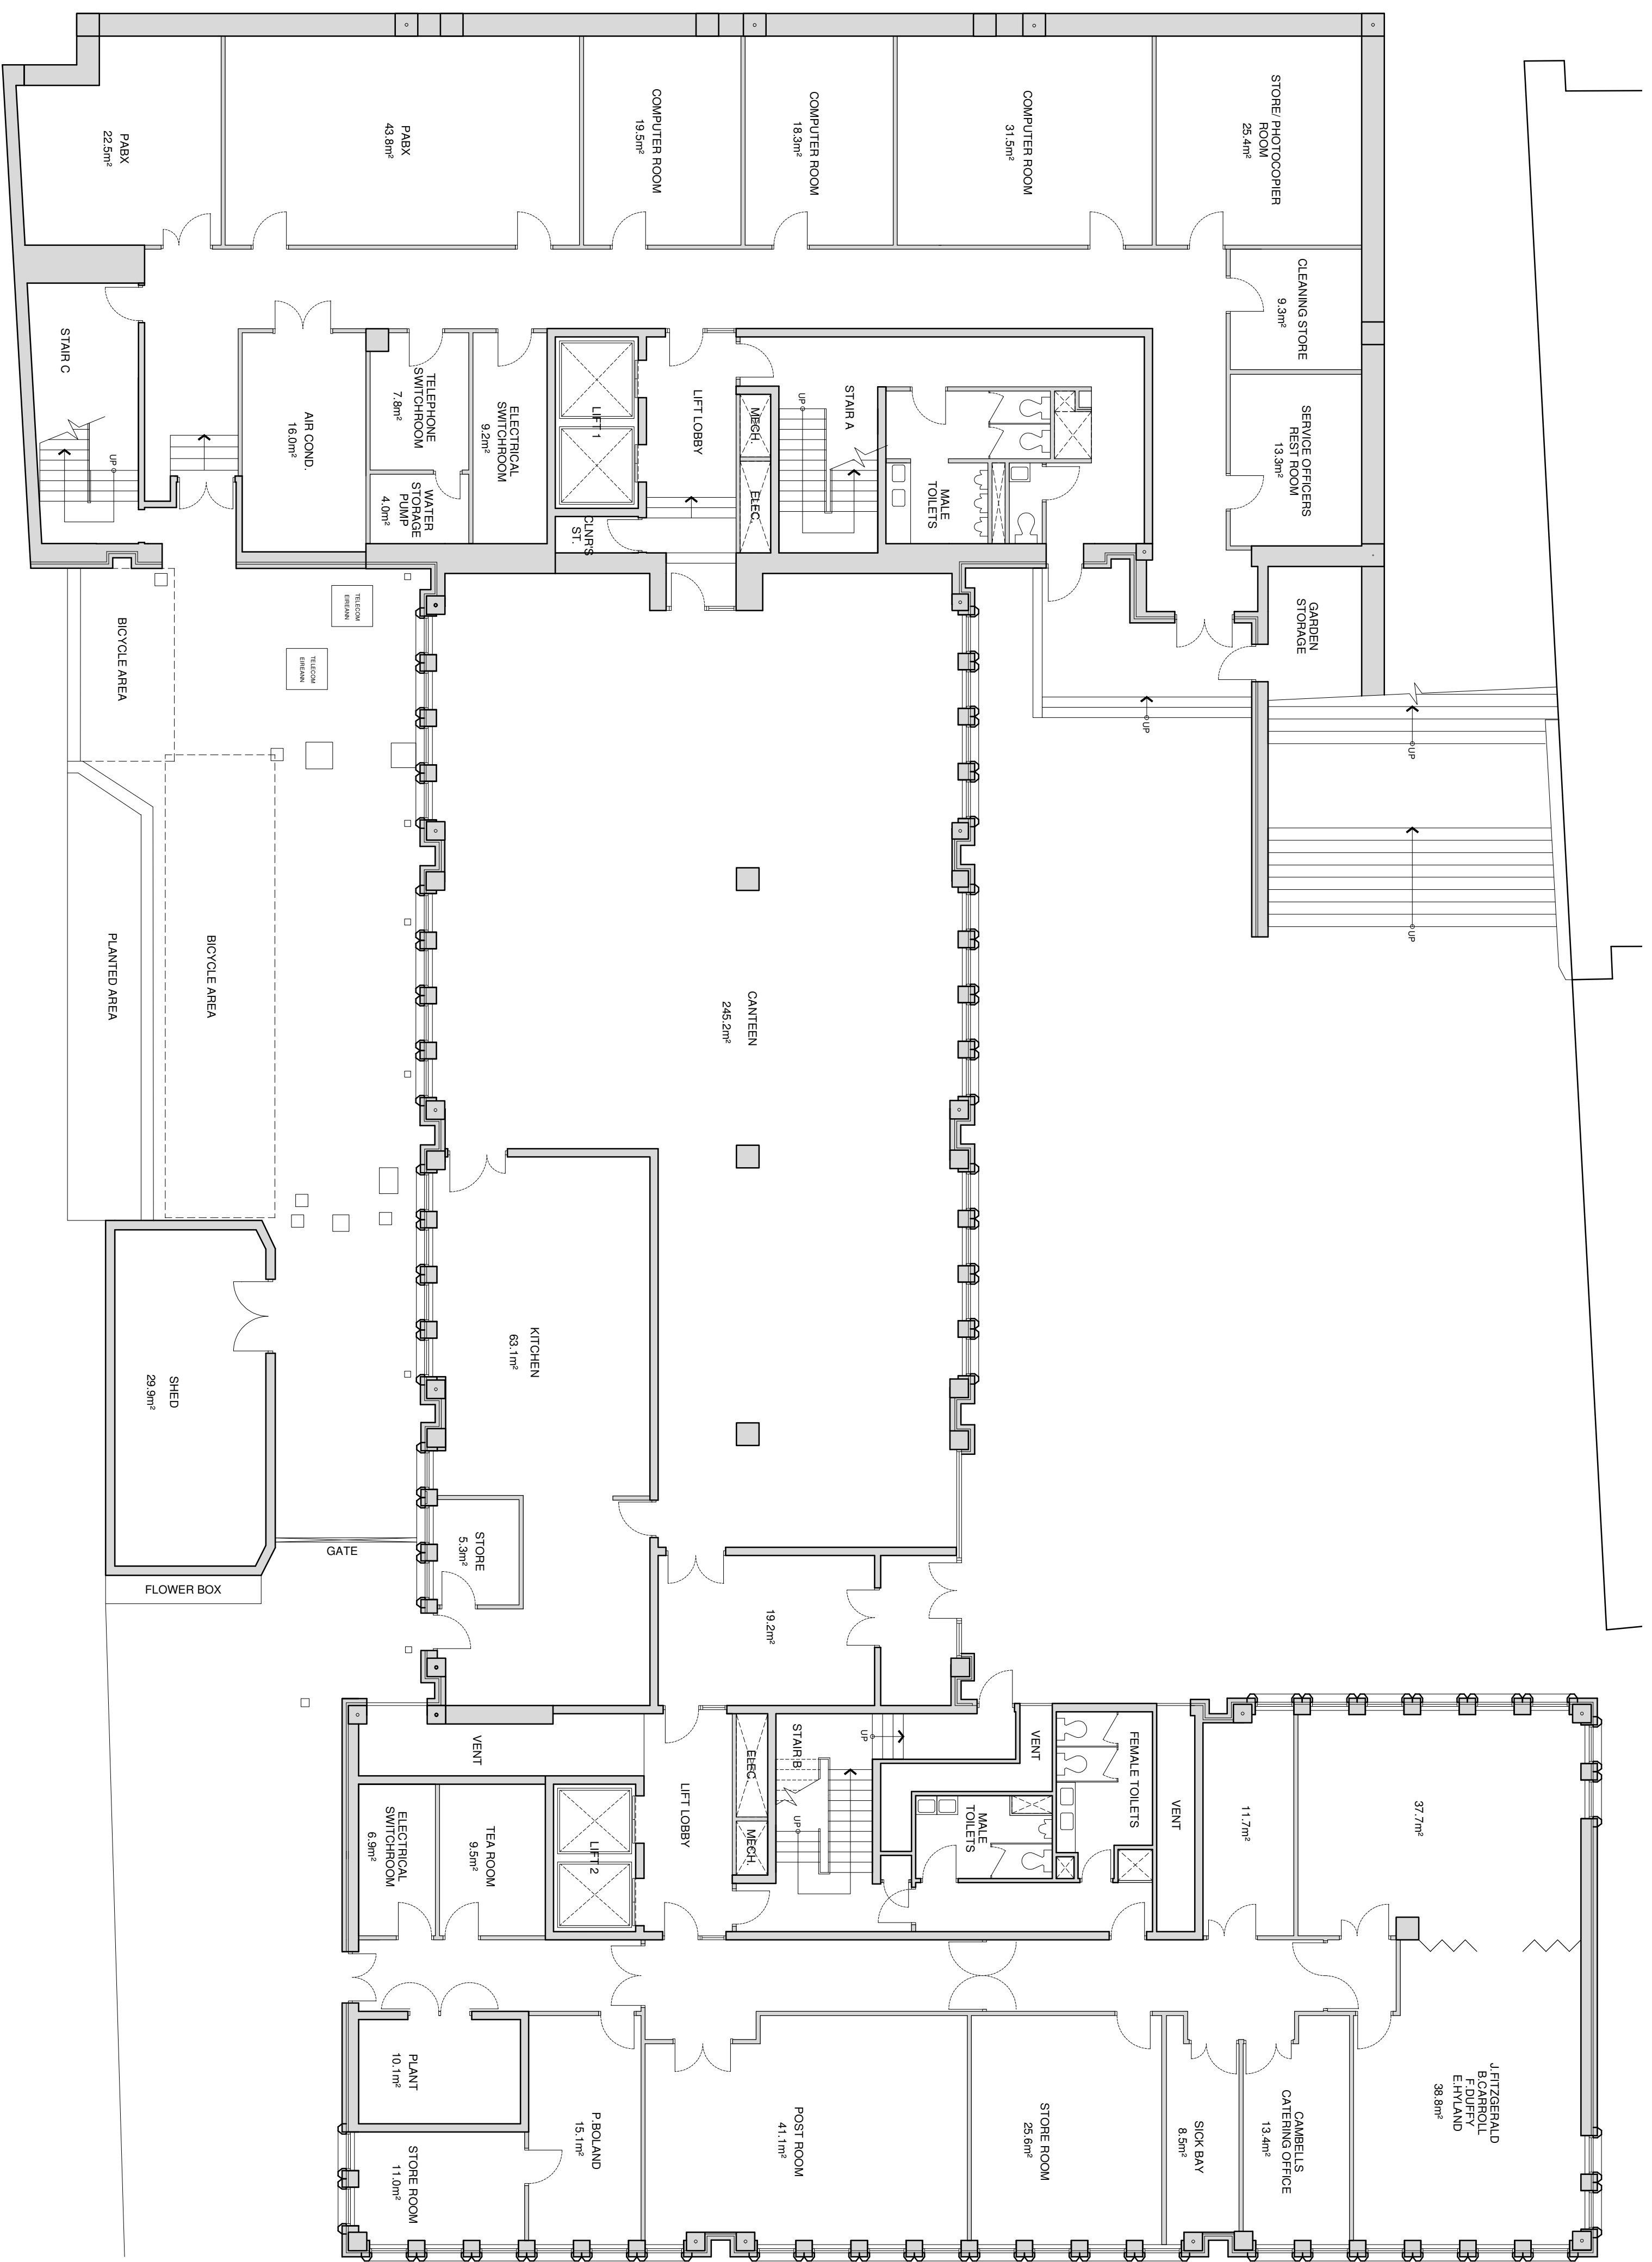 PABX
22.5m²
PABX
43.8m²
COMPUTER ROOM
19.5m²
COMPUTER ROOM
18.3m²
COMPUTER ROOM
31.5m²
STORE/ PHOTOCOPIER
ROOM
25.4m²
CLEANING STORE
9.3m²
SERVICE OFFICERS
REST ROOM
13.3m²
GARDEN
STORAGE
STAIR C
UP
AIR COND.
16.0m²
TELEPHONE
SWITCHROOM
7.8m²
ELECTRICAL
SWITCHROOM
9.2m²
WATER
STORAGE
PUMP
4.0m²
LIFT 1
CLNR'S
ST.
LIFT LOBBY
MECH.
ELEC.
STAIR A
UP
MALE
TOILETS
UP
UP
UP
TELECOM
EIREANN
TELECOM
EIREANN
BICYCLE AREA
BICYCLE AREA
PLANTED AREA
CANTEEN
245.2m²
KITCHEN
63.1m²
STORE
5.3m²
SHED
29.9m²
GATE
FLOWER BOX
19.2m²
VENT
ELECTRICAL
SWITCHROOM
6.9m²
TEA ROOM
9.5m²
LIFT 2
LIFT LOBBY
ELEC
MECH.
STAIR B
UP
UP
MALE
TOILETS
VENT
FEMALE TOILETS
VENT
11.7m²
37.7m²
PLANT
10.1m²
STORE ROOM
11.0m²
P.BOLAND
15.1m²
POST ROOM
41.1m²
STORE ROOM
25.6m²
SICK BAY
8.5m²
CAMBELLS
CATERING OFFICE
13.4m²
J.FITZGERALD
B.CARROLL
F.DUFFY
E.HYLAND
38.8m²